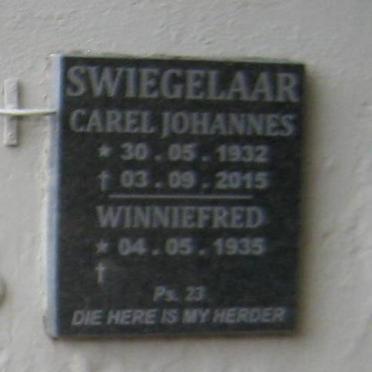 SWIEGELAAR
CAREL JOHANNES
* 30.05.1932
† 03.09.2015
WINNIEFRED
* 04.05.1935
†
Ps. 23
DIE HERE IS MY HERDER